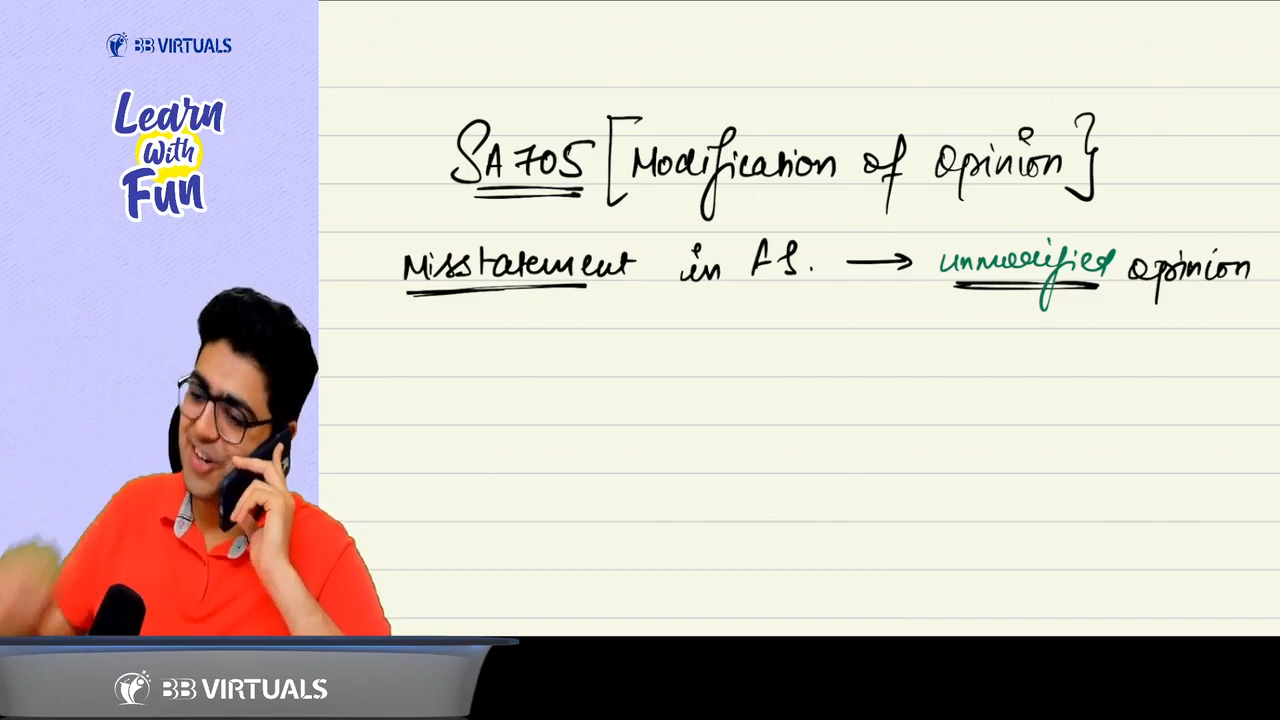 BB VIRTUALS
Learn
With
Fun
SA 705 [Modification of opinion}
Misstatement in F.S. → unmodified opinion
BB VIRTUALS